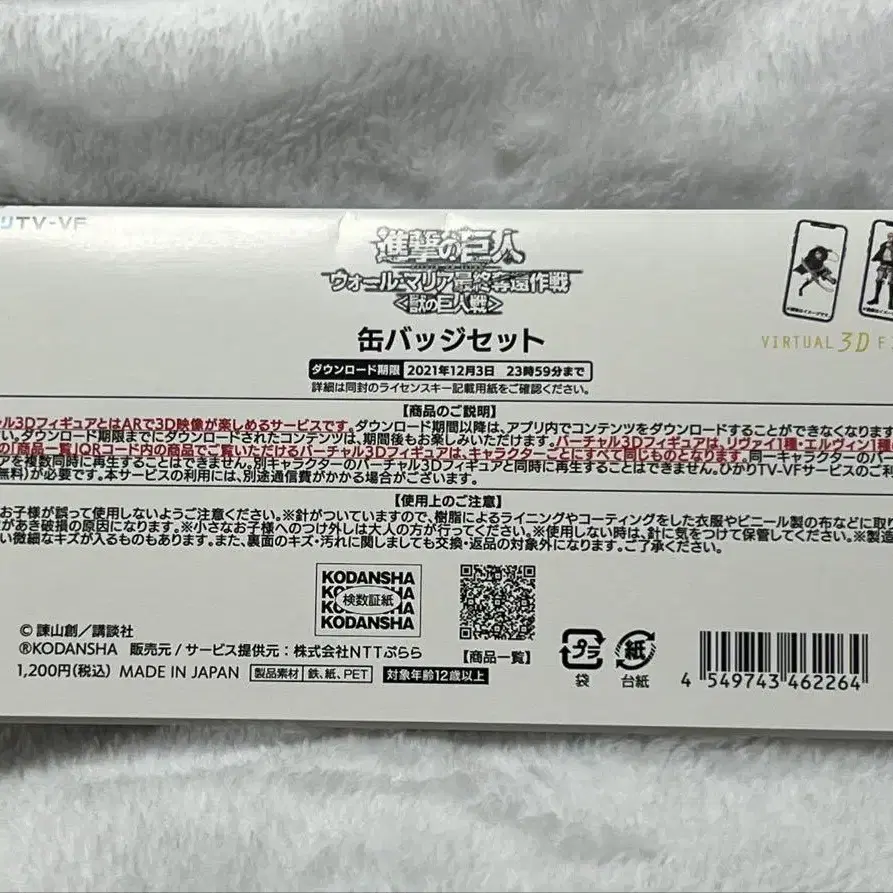 りTV-VF
進撃の巨人
ウォール・マリア最終奪還作戦
<獣の巨人戦>
缶バッジセット
VIRTUAL 3D F
ダウンロード期限 2021年12月3日 23時59分まで
詳細は同封のライセンスキー記載用紙をご確認ください。
【商品のご説明】
ャル3DフィギュアとはARで3D映像が楽しめるサービスです。ダウンロード期限以降は、アプリ内でコンテンツをダウンロードすることができなくなります
い。ダウンロード期限までにダウンロードされたコンテンツは、期間後もお楽しみいただけます。バーチャル3Dフィギュアは、リヴァイ1種・エルヴィン1種の
の「商品一覧」QRコード内の商品でご覧いただけるバーチャル3Dフィギュアは、キャラクターごとにすべて同じものとなります。同一キャラクターのバー
アを複数同時に再生することはできません。別キャラクターのバーチャル3Dフィギュアと同時に再生することはできません。ひかりTV-VFサービスのご利
無料)が必要です。本サービスの利用には、別途通信費がかかる場合がございます。
【使用上のご注意】
お子様が誤って使用しないようご注意ください。※針がついていますので、樹脂によるライニングやコーティングをした衣服やビニール製の布などに取り
があき破損の原因になります。※小さなお子様へのつけ外しは大人の方が行ってください。※使用しない時は、針に気をつけて保管してください。※製造
い微細なキズが入るものもあります。また、裏面のキズ・汚れに関しましても交換・返品の対象外になります。ご了承ください。
KODANSHA
検数証紙
KODANSHA
KODANSHA
© 諫山創／講談社
®KODANSHA 販売元 / サービス提供元：株式会社NTTぷらら
【商品一覧】
1,200円(税込) MADE IN JAPAN 製品素材 鉄、紙、PET 対象年齢12歳以上
プラ
袋
紙
台紙
4 549743 462264